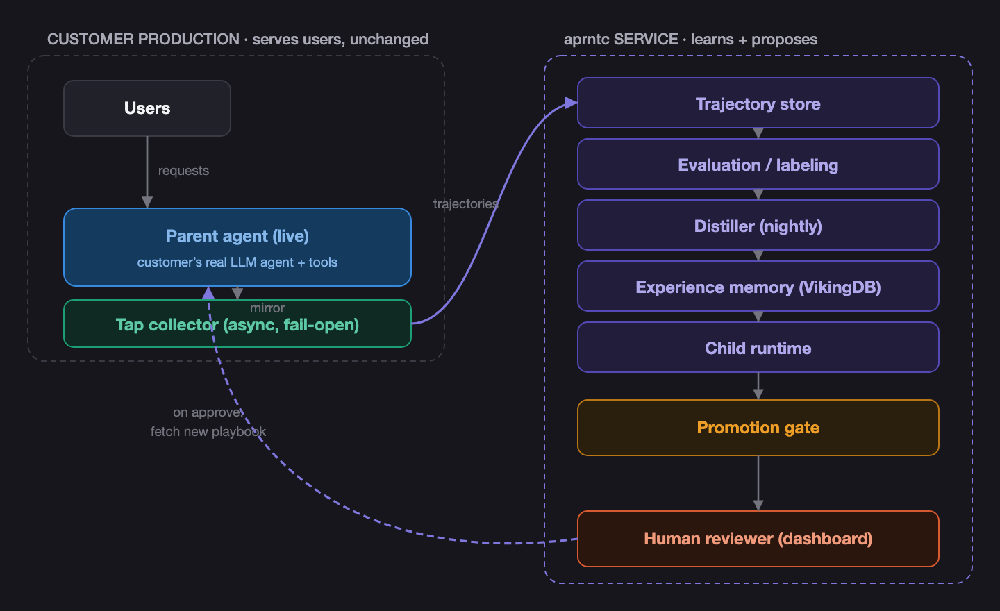 CUSTOMER PRODUCTION · serves users, unchanged
Users
requests
Parent agent (live)
customer's real LLM agent + tools
mirror
Tap collector (async, fail-open)
trajectories
on approve:
fetch new playbook
aprntc SERVICE · learns + proposes
Trajectory store
Evaluation / labeling
Distiller (nightly)
Experience memory (VikingDB)
Child runtime
Promotion gate
Human reviewer (dashboard)